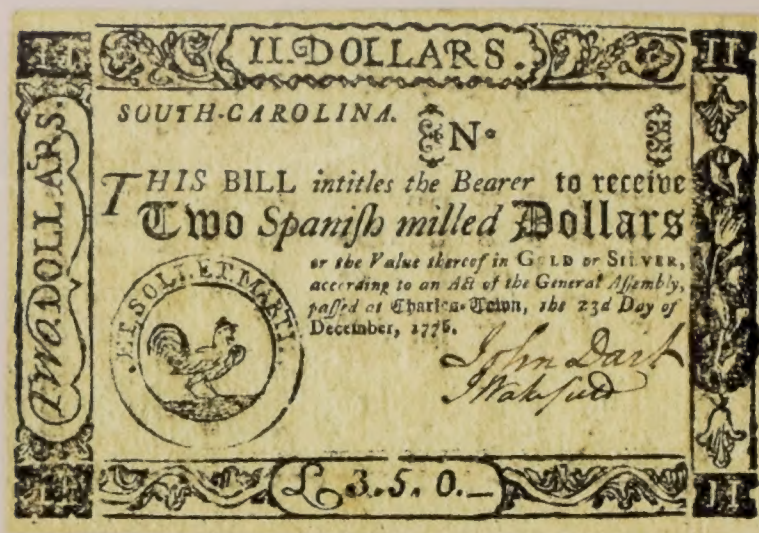 II II. DOLLARS. II
SOUTH-CAROLINA.
No
THIS BILL intitles the Bearer to receive
Two Spaniſh milled Dollars
or the Value thereof in GOLD or SILVER,
according to an Act of the General Aſſembly,
paſſed at Charles-Town, the 23d Day of
December, 1776.
ET.SOLI.ET.MARTI.
John Dart
J Wakefield
TWO DOLLARS.
II £ 3. 5. 0. II